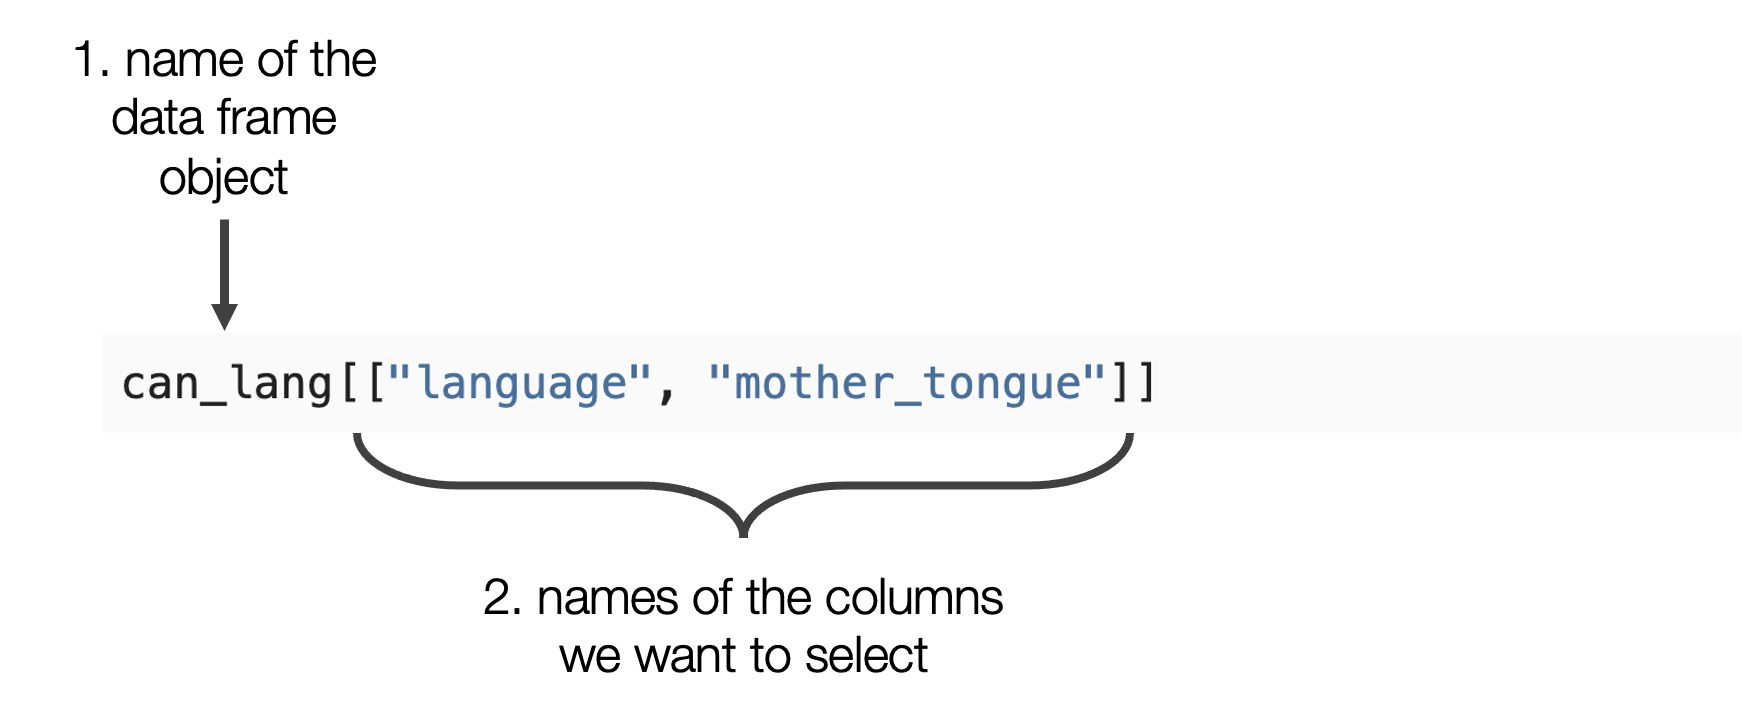 1. name of the
data frame
object
can_lang[["language", "mother_tongue"]]
2. names of the columns
we want to select